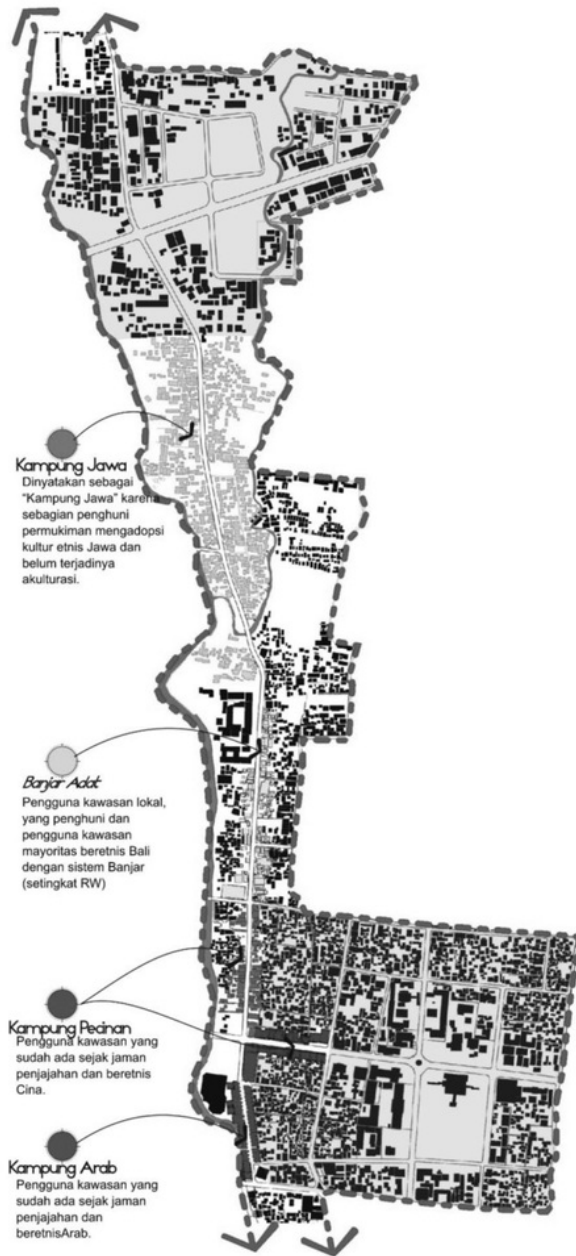 Kampung Jawa
Dinyatakan sebagai
"Kampung Jawa" karena
sebagian penghuni
permukiman mengadopsi
kultur etnis Jawa dan
belum terjadinya
akulturasi.
Banjar Adat
Pengguna kawasan lokal,
yang penghuni dan
pengguna kawasan
mayoritas beretnis Bali
dengan sistem Banjar
(setingkat RW)
Kampung Pecinan
Pengguna kawasan yang
sudah ada sejak jaman
penjajahan dan beretnis
Cina.
Kampung Arab
Pengguna kawasan yang
sudah ada sejak jaman
penjajahan dan
beretnisArab.